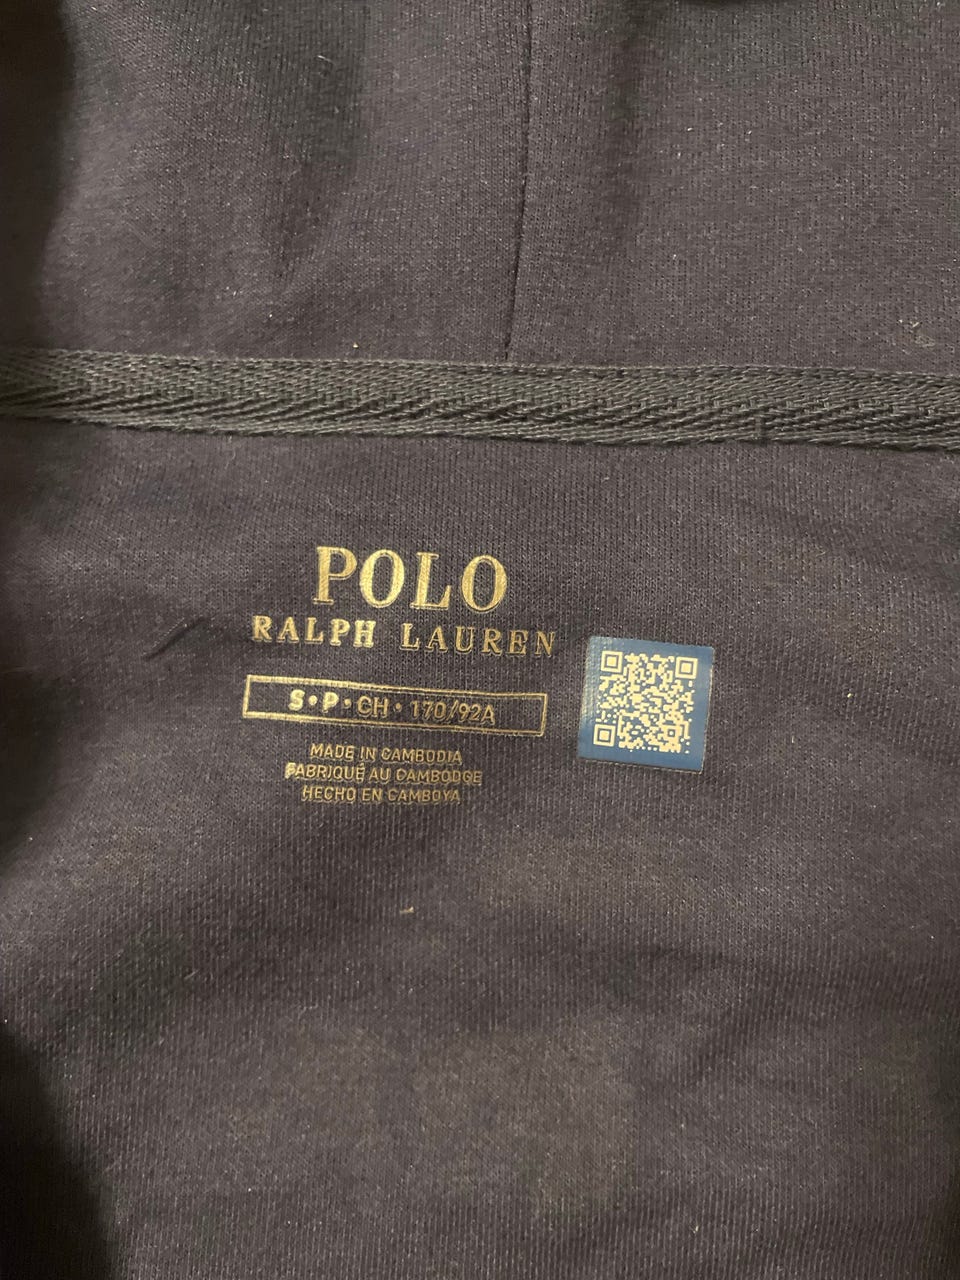 POLO
RALPH LAUREN
S•P•CH•170/92A
MADE IN CAMBODIA
FABRIQUÉ AU CAMBODGE
HECHO EN CAMBOYA